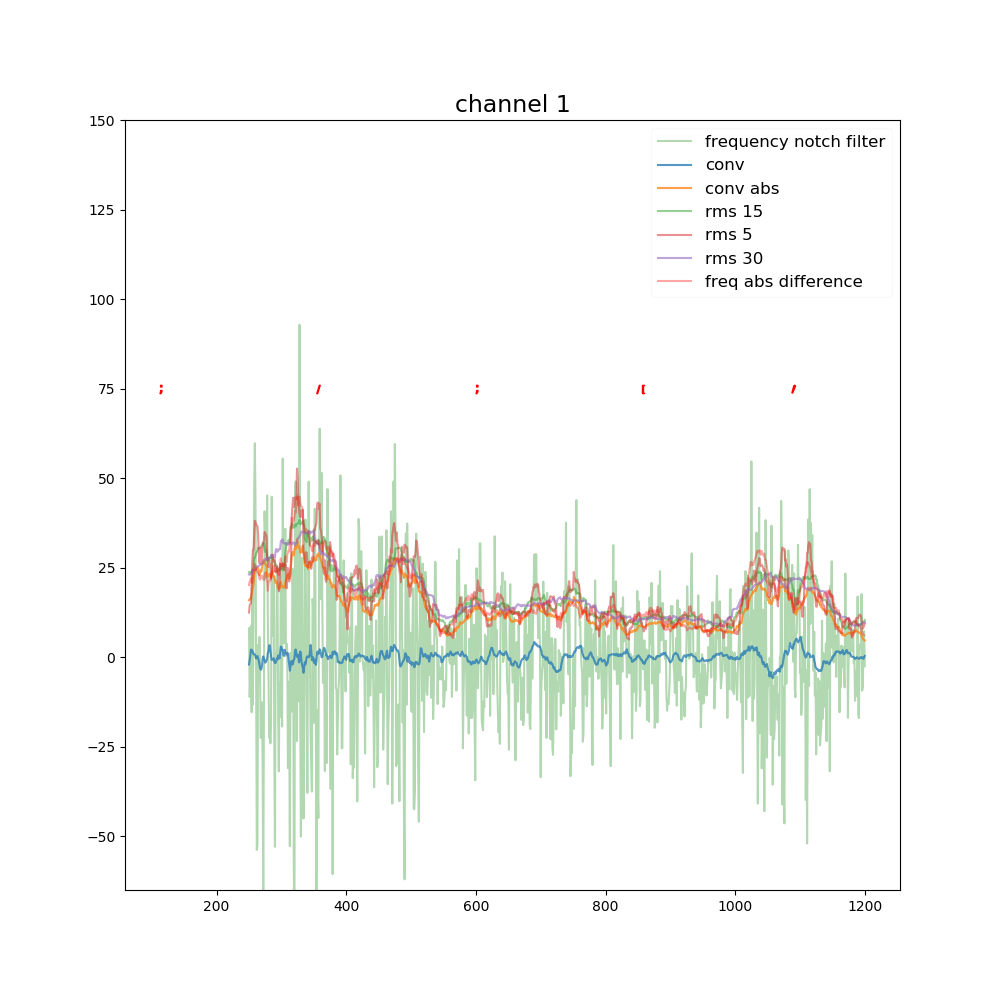 channel 1
150
125
100
75
50
25
0
−25
−50
frequency notch filter
conv
conv abs
rms 15
rms 5
rms 30
freq abs difference
; / ; [ /
200 400 600 800 1000 1200